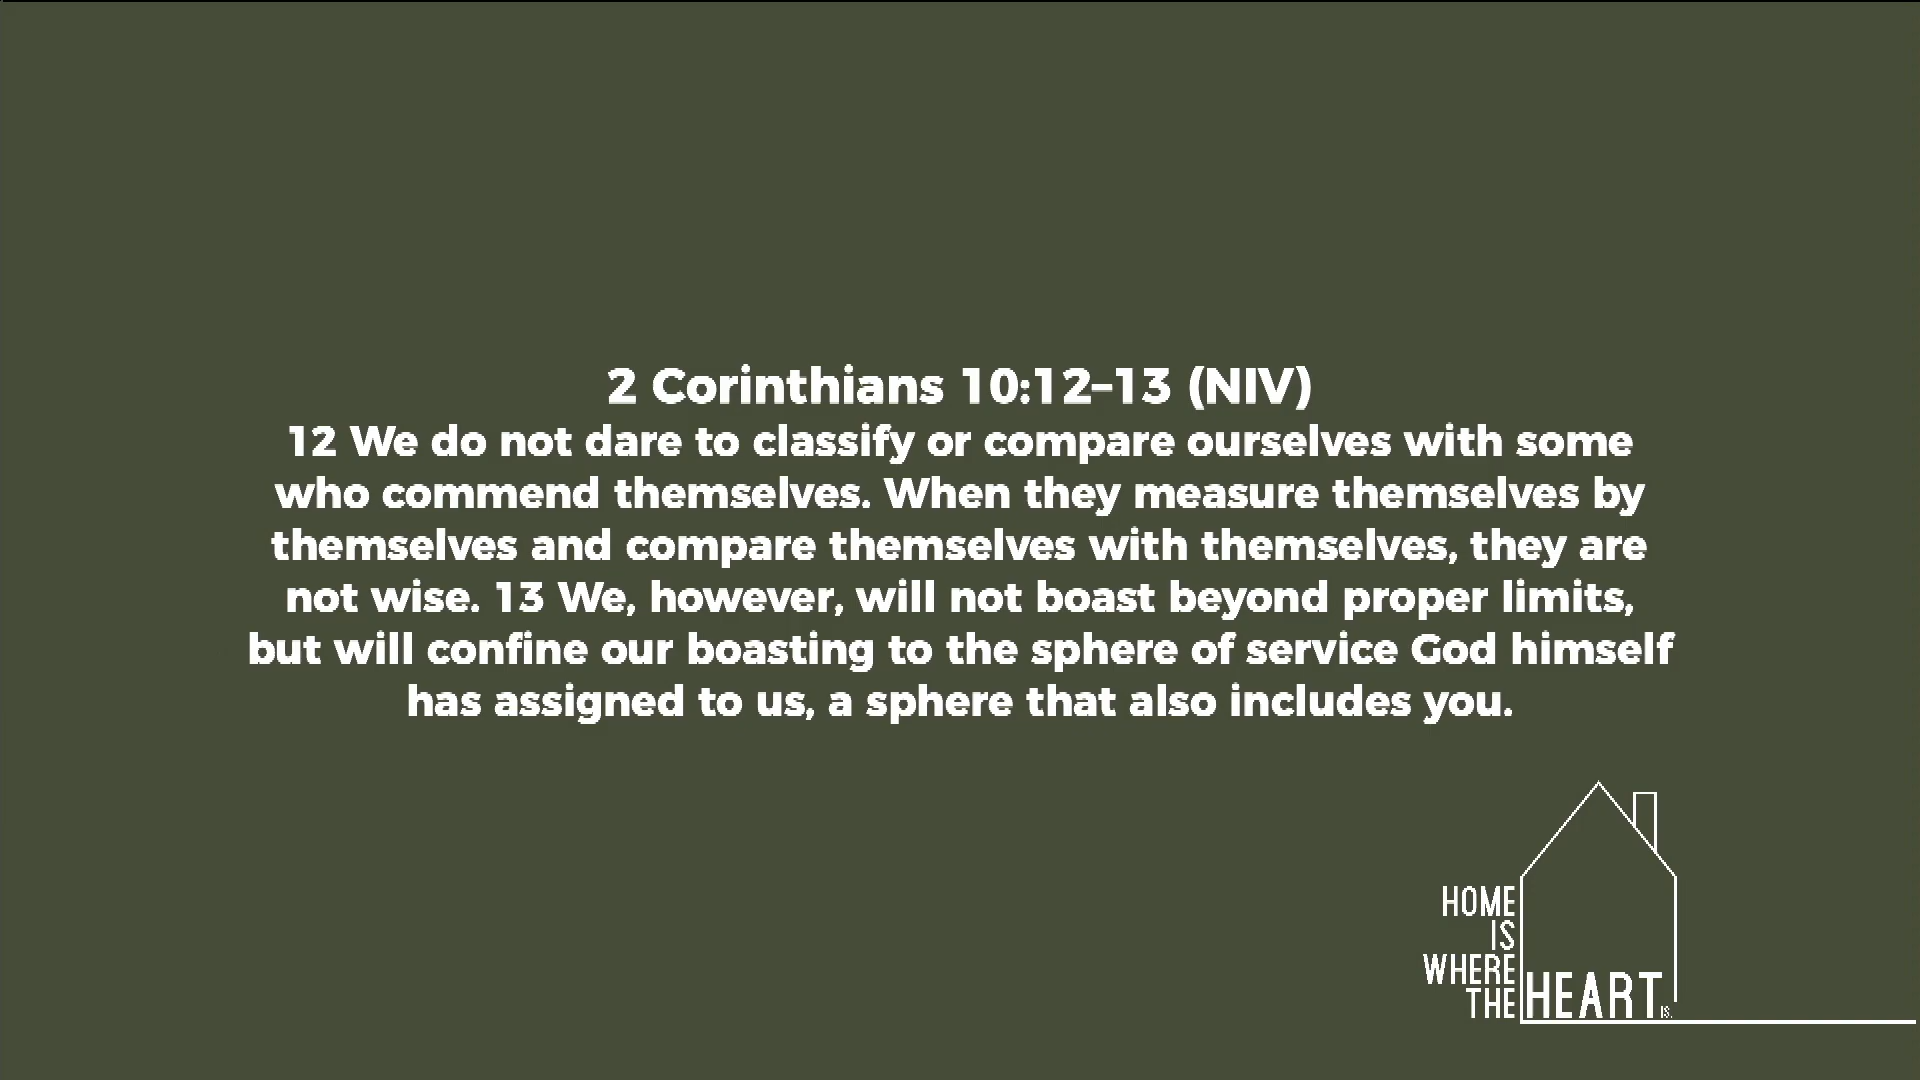 2 Corinthians 10:12–13 (NIV)
12 We do not dare to classify or compare ourselves with some
who commend themselves. When they measure themselves by
themselves and compare themselves with themselves, they are
not wise. 13 We, however, will not boast beyond proper limits,
but will confine our boasting to the sphere of service God himself
has assigned to us, a sphere that also includes you.
HOME
IS
WHERE
THE HEART IS.